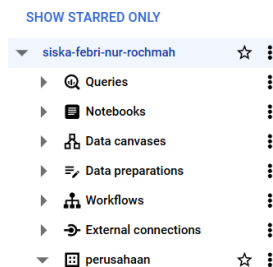 SHOW STARRED ONLY
siska-febri-nur-rochmah
Queries
Notebooks
Data canvases
Data preparations
Workflows
External connections
perusahaan